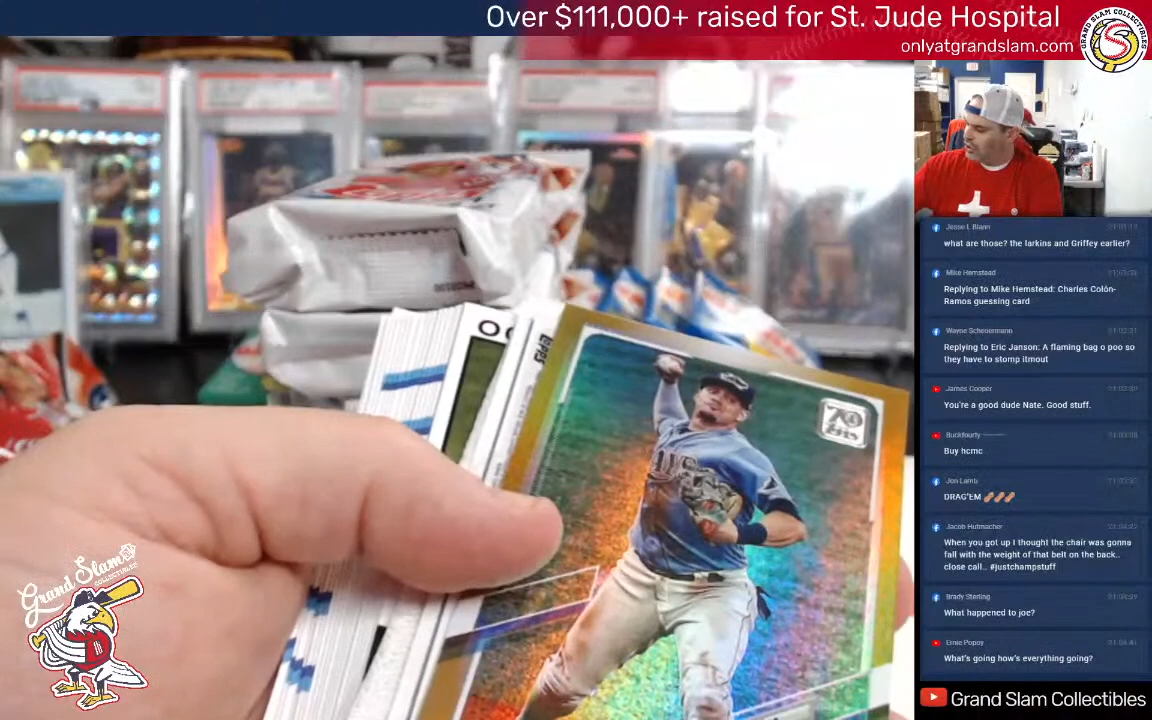 Over $111,000+ raised for St. Jude Hospital
onlyatgrandslam.com
GRAND SLAM COLLECTIBLES
S
Jesse L Blann
what are those? the larkins and Griffey earlier?
Mike Hemstead
Replying to Mike Hemstead: Charles Colón-
Ramos guessing card
Wayne Scheuermann
Replying to Eric Janson: A flaming bag o poo so
they have to stomp itmout
James Cooper
You're a good dude Nate. Good stuff.
Buckfourty
Buy hcmc
Jon Lamb
DRAG'EM
Jacob Hutmacher
When you got up I thought the chair was gonna
fall with the weight of that belt on the back..
close call.. #justchampstuff
Brady Sterling
What happened to joe?
Ernie Popoy
What's going how's everything going?
Grand Slam Collectibles
Grand Slam
COLLECTIBLES
70
RAYS
TOPPS